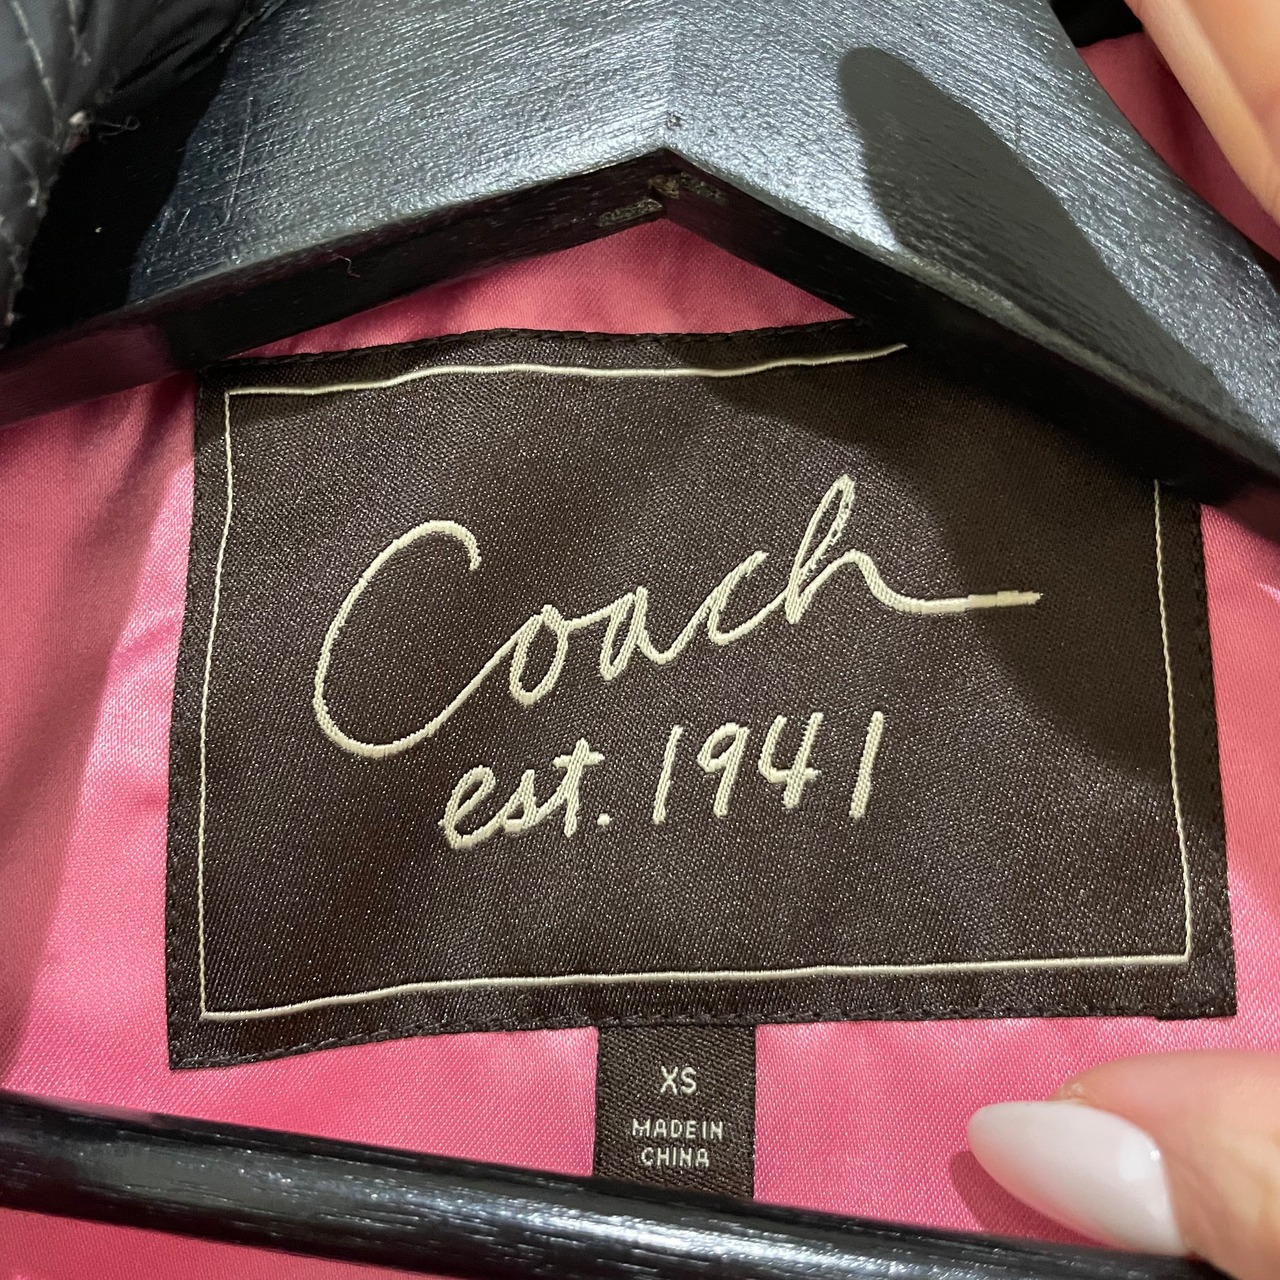 Coach
est. 1941
XS
MADE IN
CHINA